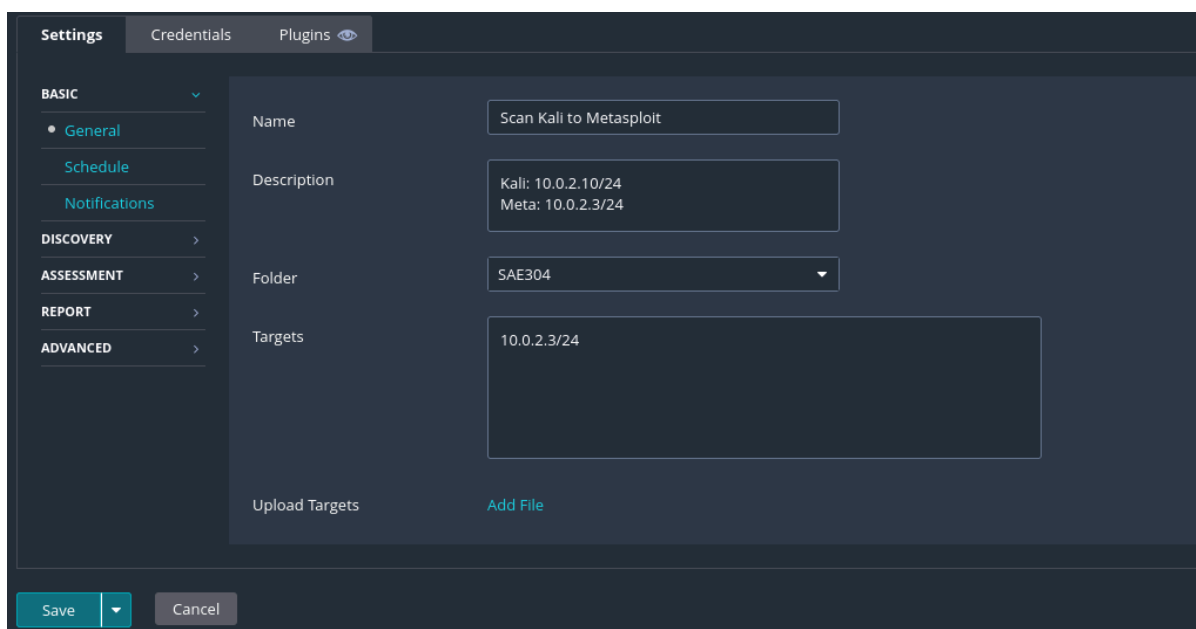 Settings Credentials Plugins
BASIC
General
Schedule
Notifications
DISCOVERY
ASSESSMENT
REPORT
ADVANCED
Name Scan Kali to Metasploit
Description Kali: 10.0.2.10/24
Meta: 10.0.2.3/24
Folder SAE304
Targets 10.0.2.3/24
Upload Targets Add File
Save Cancel